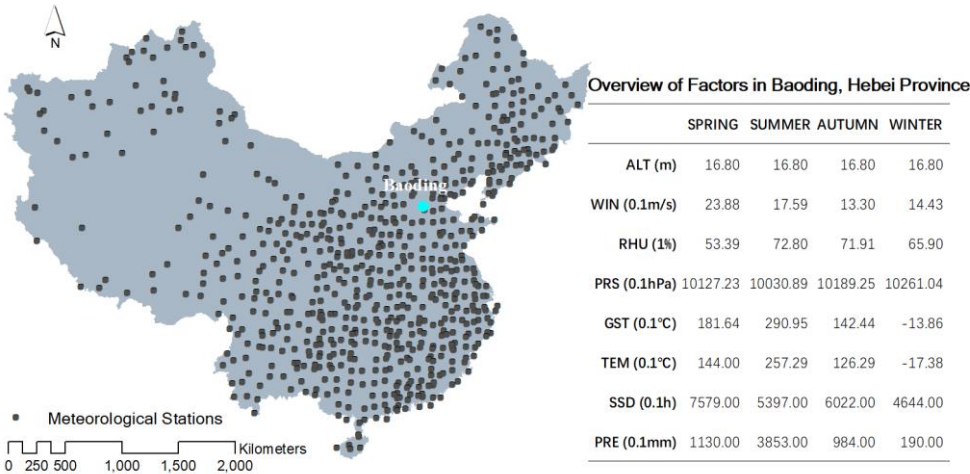 N
Baoding
Meteorological Stations
Kilometers
0 250 500 1,000 1,500 2,000
Overview of Factors in Baoding, Hebei Province
SPRING SUMMER AUTUMN WINTER
ALT (m) 16.80 16.80 16.80 16.80
WIN (0.1m/s) 23.88 17.59 13.30 14.43
RHU (1%) 53.39 72.80 71.91 65.90
PRS (0.1hPa) 10127.23 10030.89 10189.25 10261.04
GST (0.1℃) 181.64 290.95 142.44 -13.86
TEM (0.1℃) 144.00 257.29 126.29 -17.38
SSD (0.1h) 7579.00 5397.00 6022.00 4644.00
PRE (0.1mm) 1130.00 3853.00 984.00 190.00